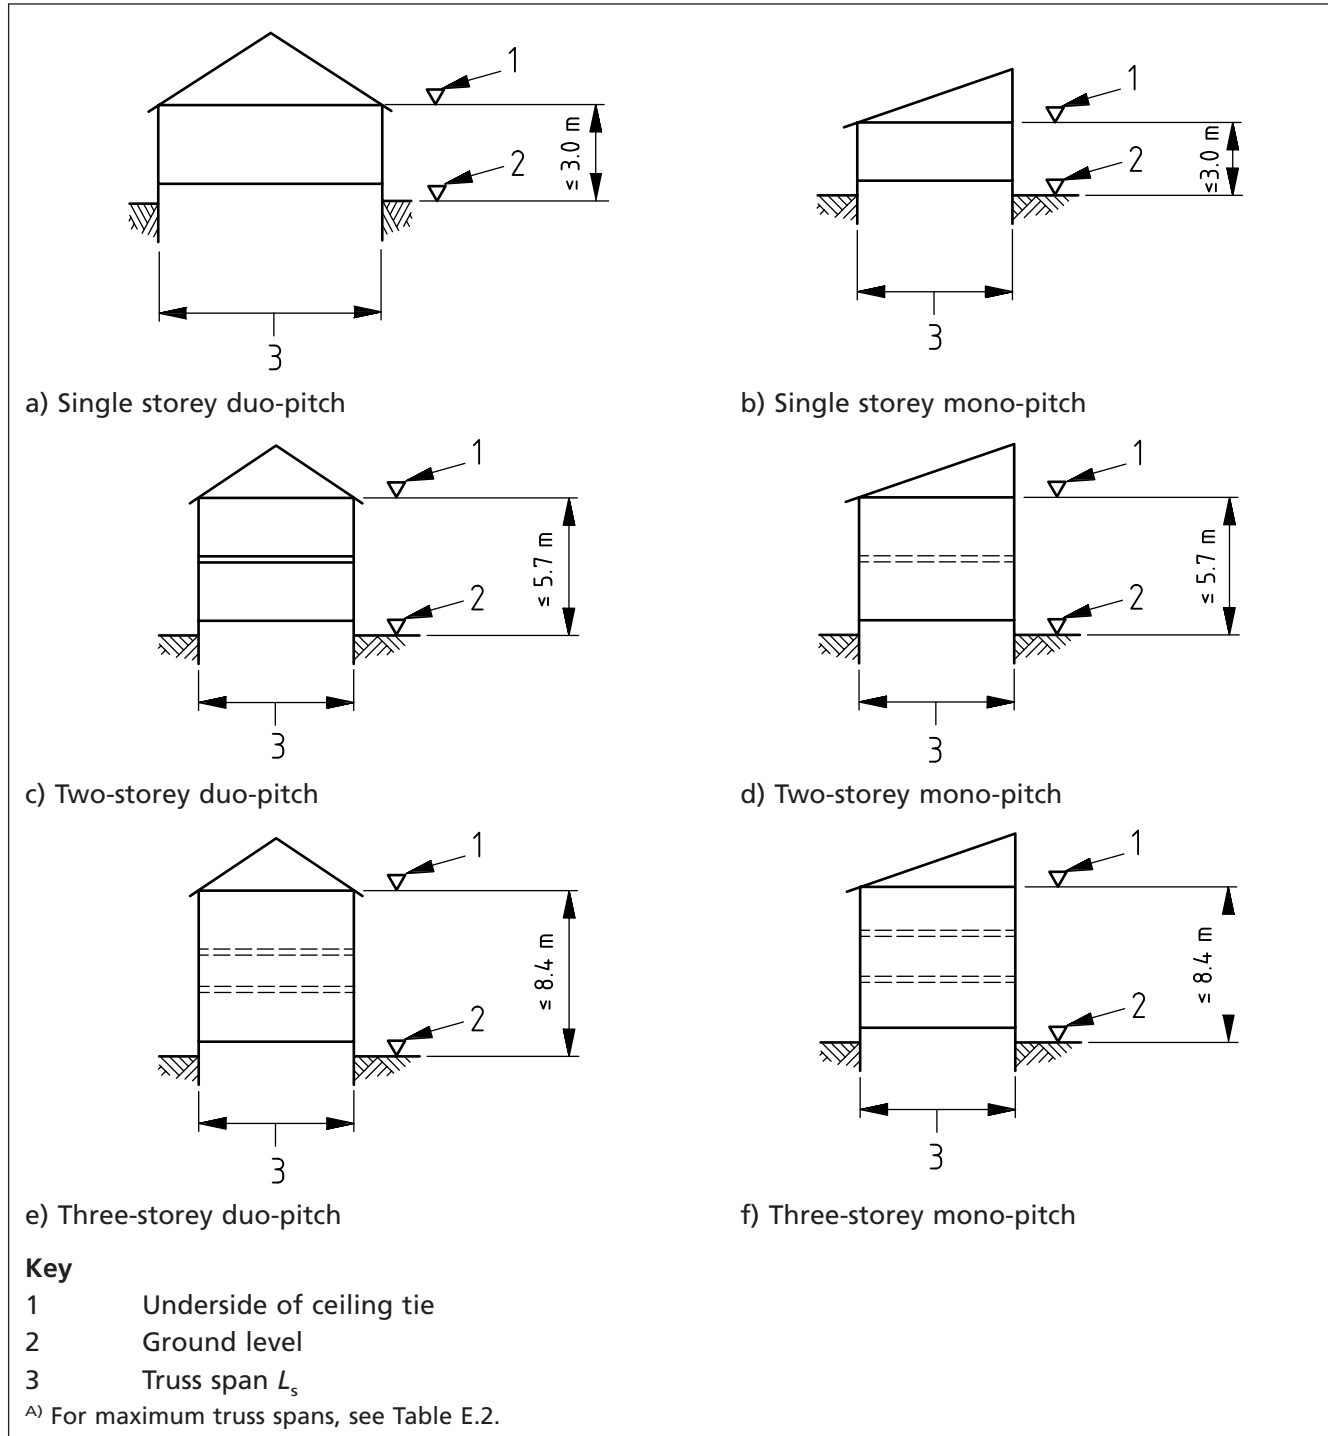 1
2
≤ 3.0 m
3
a) Single storey duo-pitch
1
2
≤3.0 m
3
b) Single storey mono-pitch
1
2
≤ 5.7 m
3
c) Two-storey duo-pitch
1
2
≤ 5.7 m
3
d) Two-storey mono-pitch
1
2
≤ 8.4 m
3
e) Three-storey duo-pitch
1
2
≤ 8.4 m
3
f) Three-storey mono-pitch
Key
1 Underside of ceiling tie
2 Ground level
3 Truss span Ls
A) For maximum truss spans, see Table E.2.